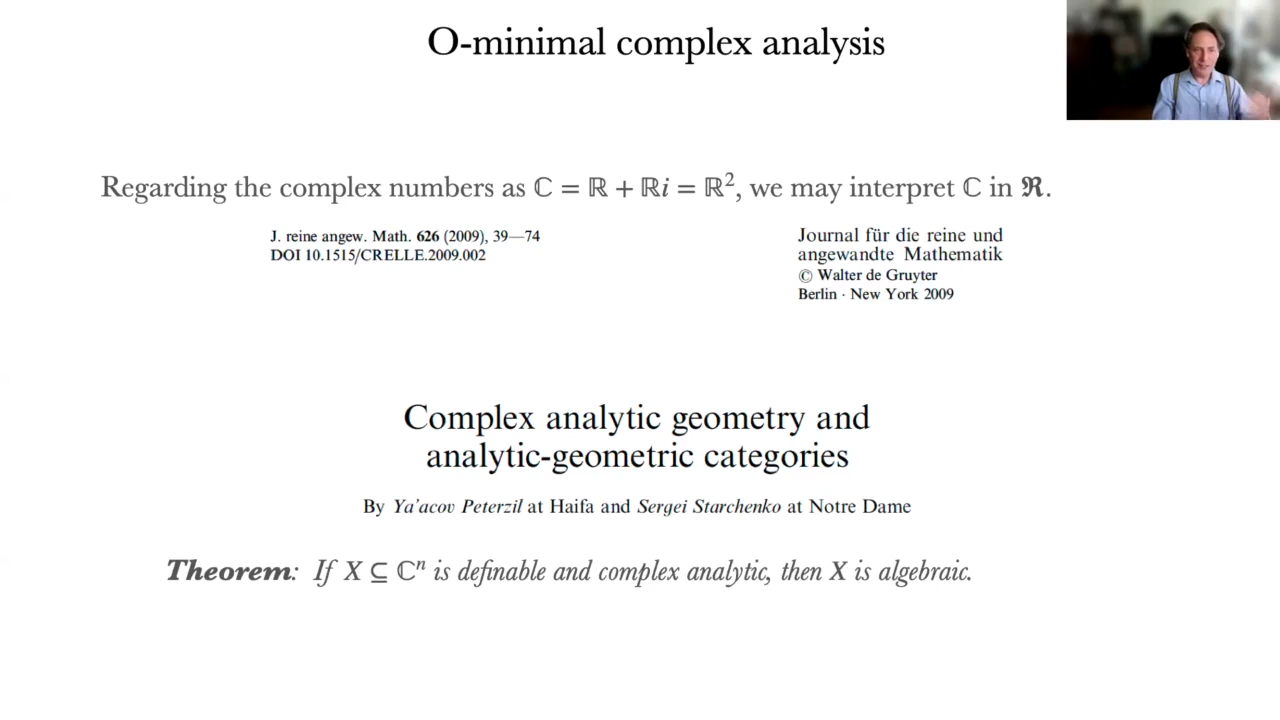 O-minimal complex analysis
Regarding the complex numbers as ℂ = ℝ + ℝi = ℝ², we may interpret ℂ in ℜ.
J. reine angew. Math. 626 (2009), 39—74
DOI 10.1515/CRELLE.2009.002
Journal für die reine und
angewandte Mathematik
© Walter de Gruyter
Berlin · New York 2009
Complex analytic geometry and
analytic-geometric categories
By Ya'acov Peterzil at Haifa and Sergei Starchenko at Notre Dame
Theorem: If X ⊆ ℂⁿ is definable and complex analytic, then X is algebraic.